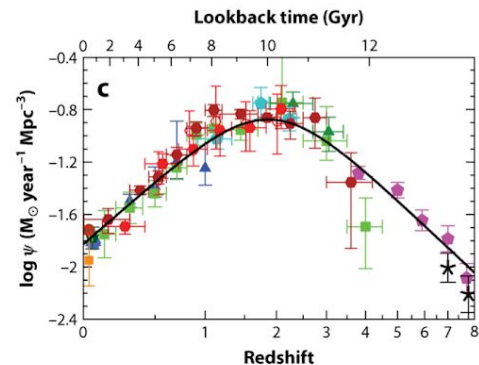 Lookback time (Gyr)
0 2 4 6 8 10 12
c
−0.4
−0.8
−1.2
−1.6
−2
−2.4
log ψ (M⊙ year−1 Mpc−3)
0 1 2 3 4 5 6 7 8
Redshift